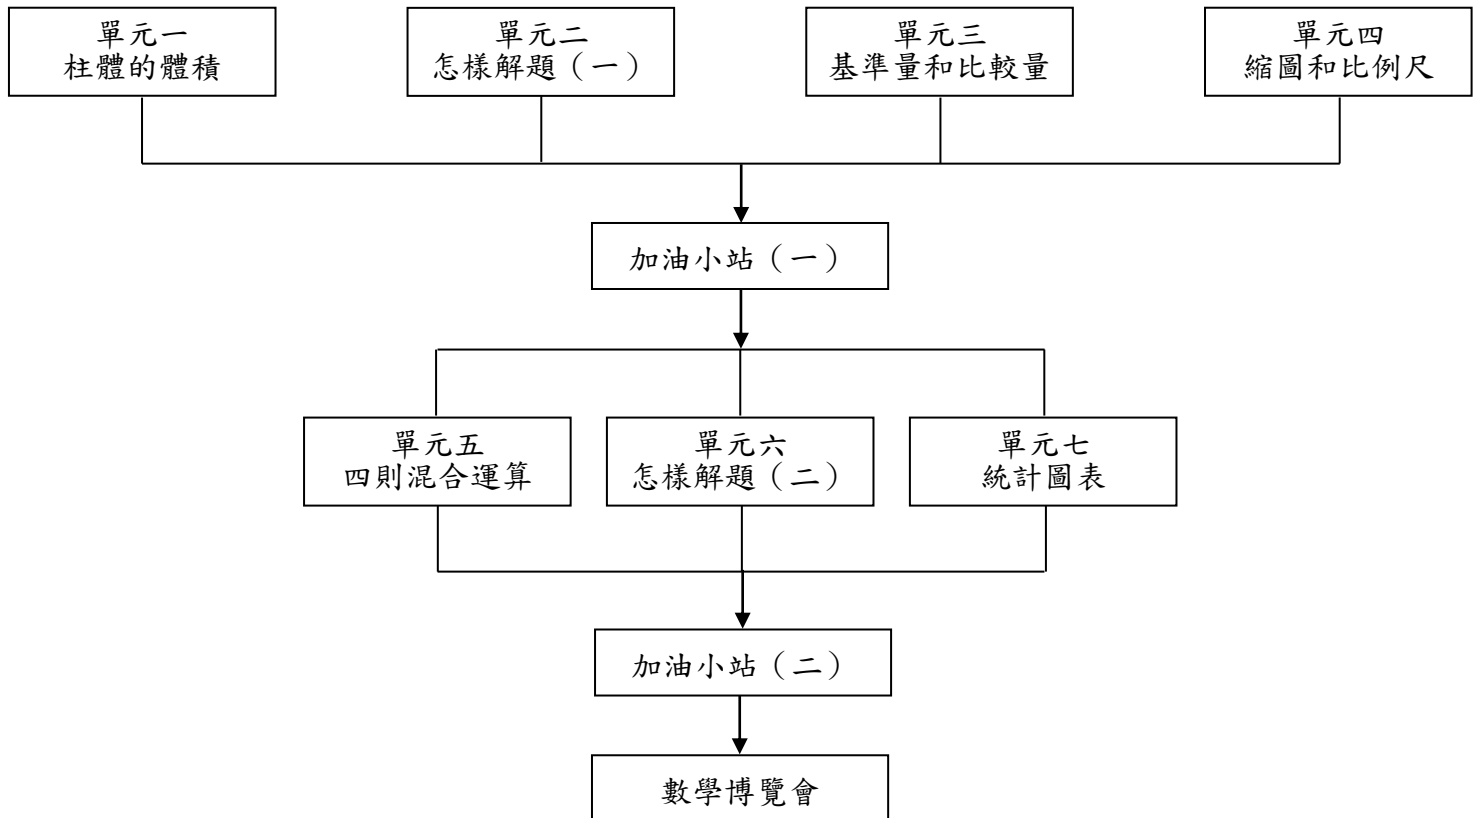 單元一
柱體的體積
單元二
怎樣解題（一）
單元三
基準量和比較量
單元四
縮圖和比例尺
加油小站（一）
單元五
四則混合運算
單元六
怎樣解題（二）
單元七
統計圖表
加油小站（二）
數學博覽會